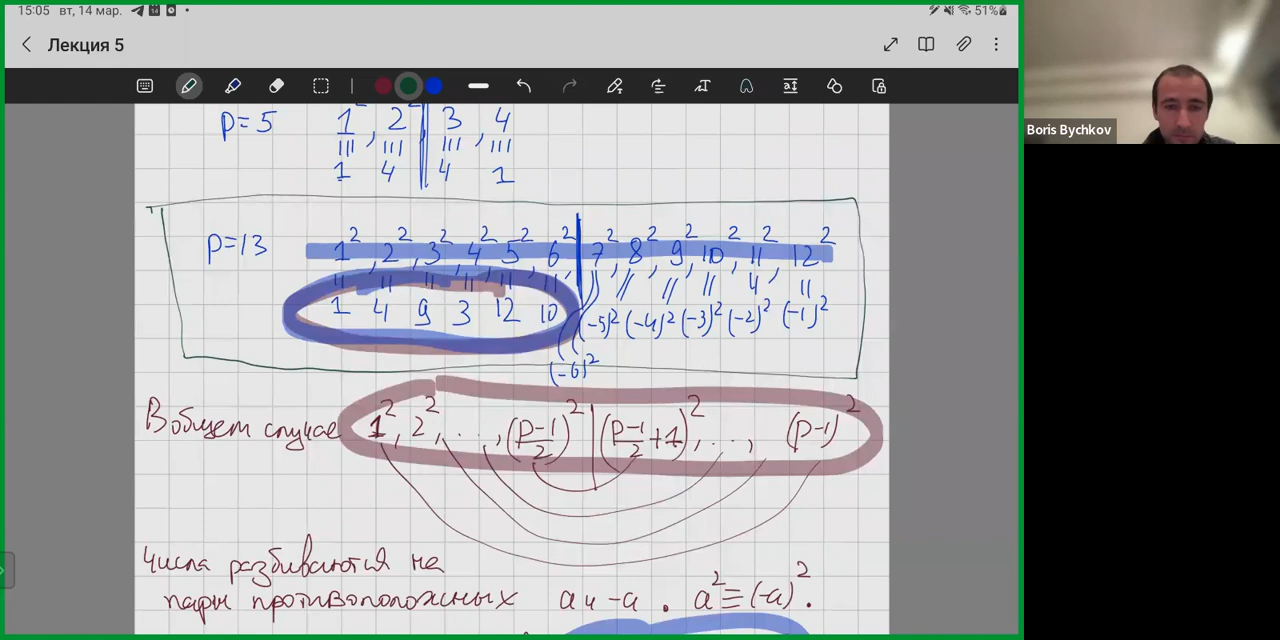 15:05 вт, 14 мар. 51%
Лекция 5
Boris Bychkov
p=5 1², 2² | 3, 4
≡ ≡ ≡ ≡
1 4 4 1
p=13 1², 2², 3², 4², 5², 6², | 7², 8², 9², 10², 11², 12²
1 4 9 3 12 10 (-5)² (-4)² (-3)² (-2)² (-1)²
(-6)²
В общем случае 1², 2², ..., (p-1/2)² | (p-1/2 + 1)², ..., (p-1)²
Числа разбиваются на
пары противоположных a и -a . a² ≡ (-a)².